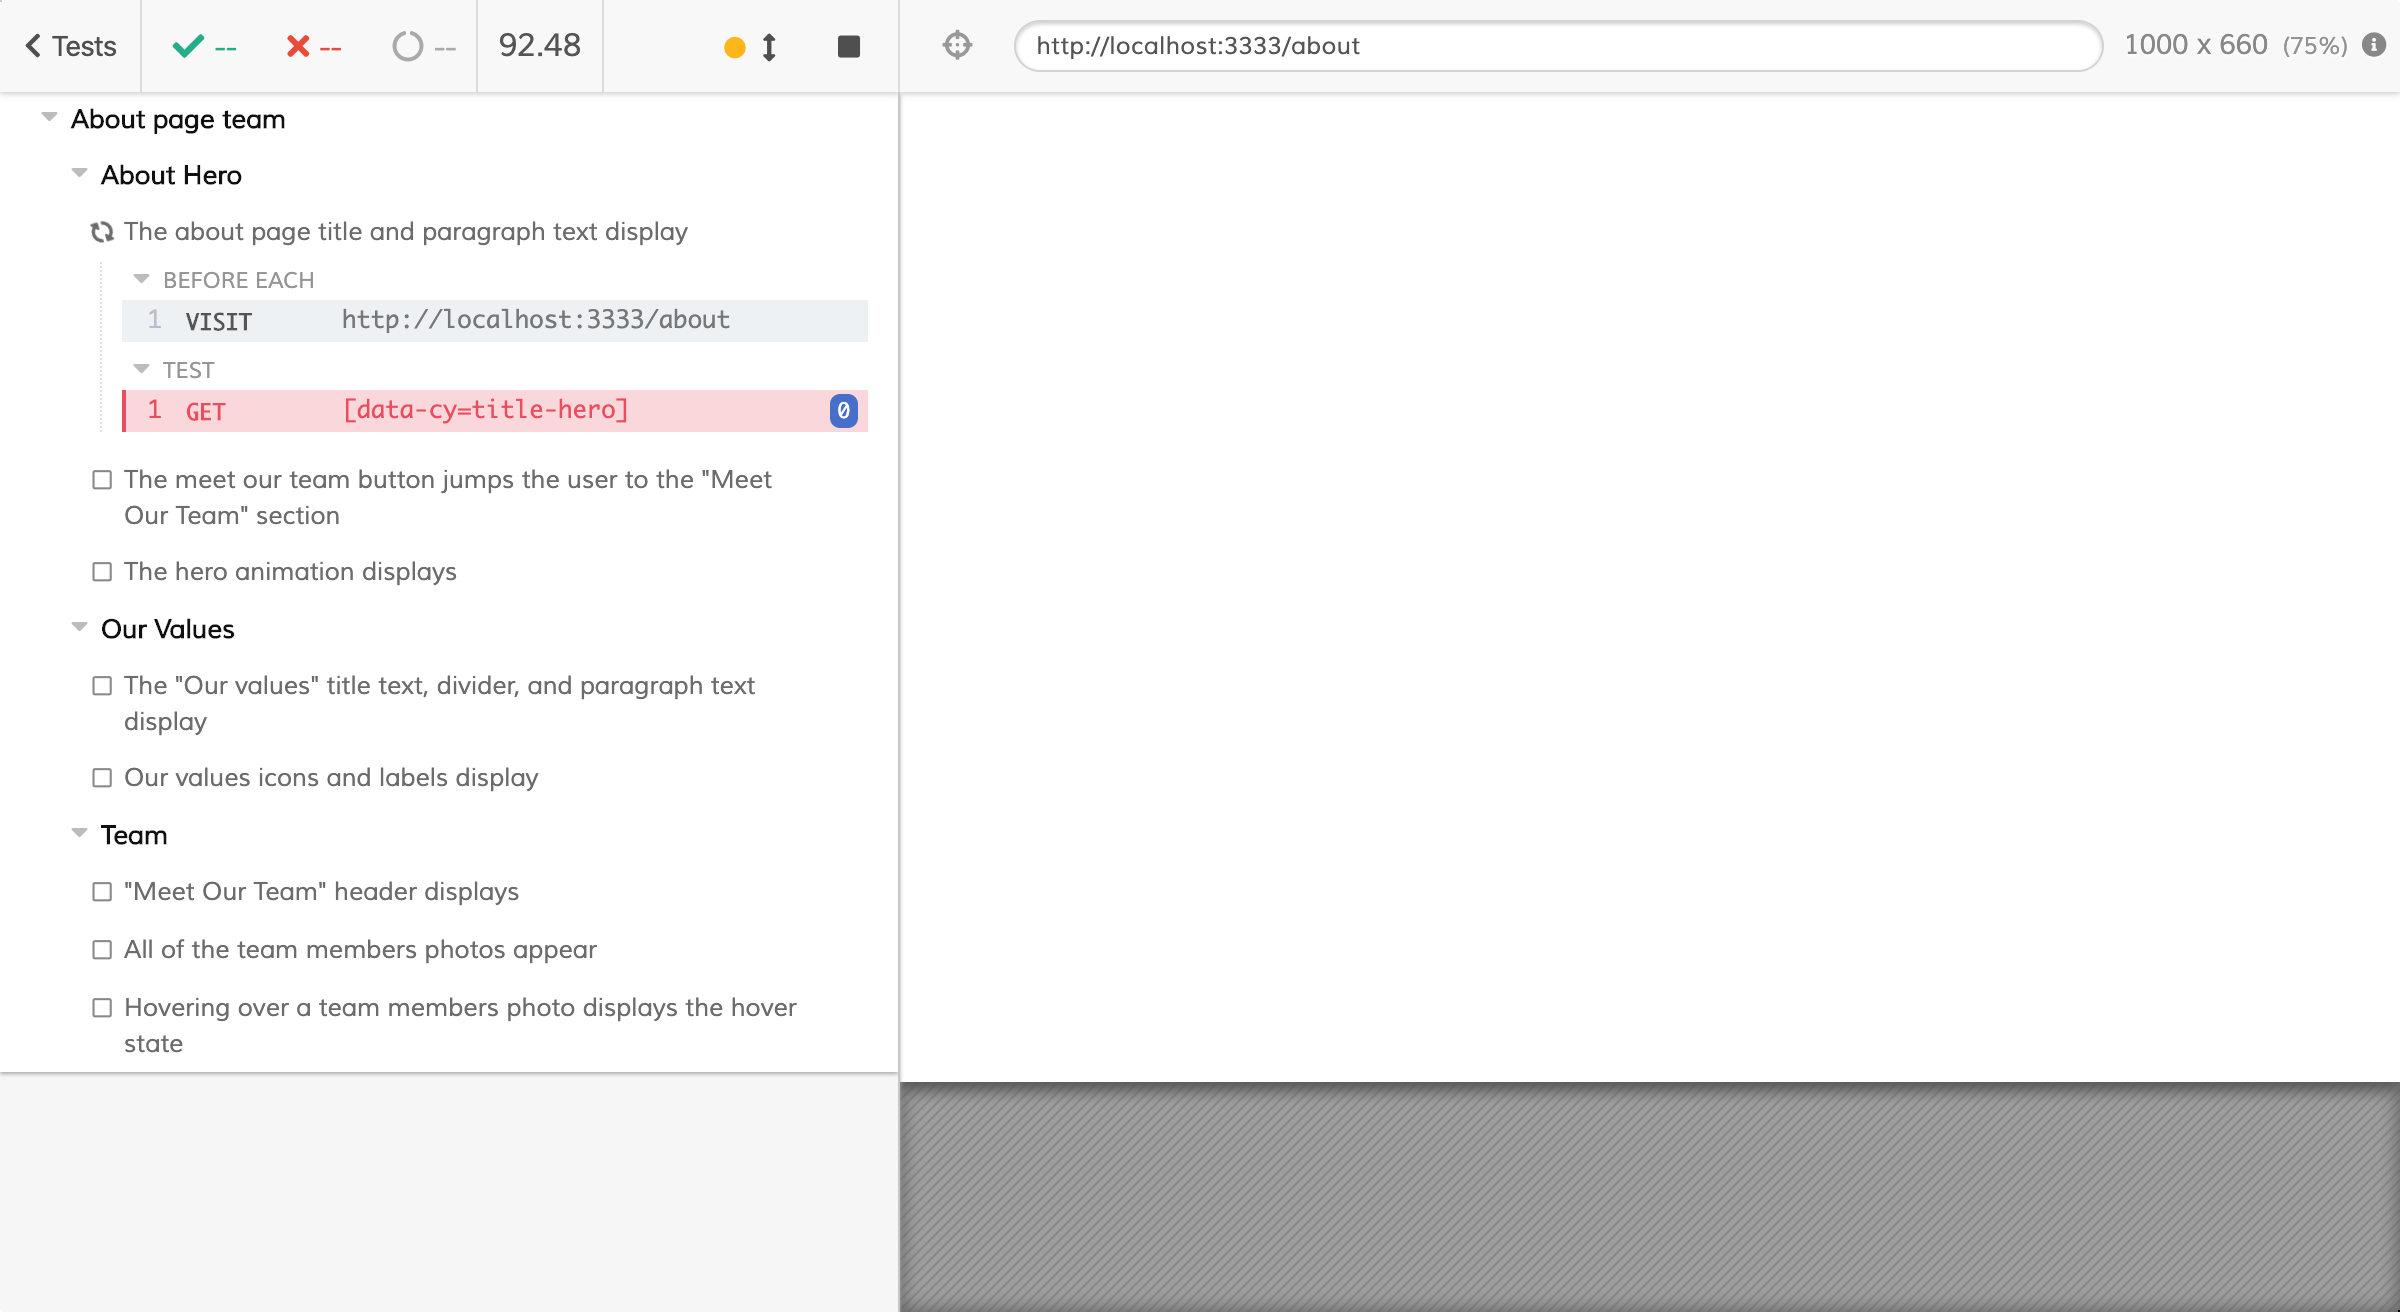 Tests -- -- -- 92.48 http://localhost:3333/about 1000 x 660 (75%)
About page team
About Hero
The about page title and paragraph text display
BEFORE EACH
1 VISIT http://localhost:3333/about
TEST
1 GET [data-cy=title-hero] 0
The meet our team button jumps the user to the "Meet
Our Team" section
The hero animation displays
Our Values
The "Our values" title text, divider, and paragraph text
display
Our values icons and labels display
Team
"Meet Our Team" header displays
All of the team members photos appear
Hovering over a team members photo displays the hover
state